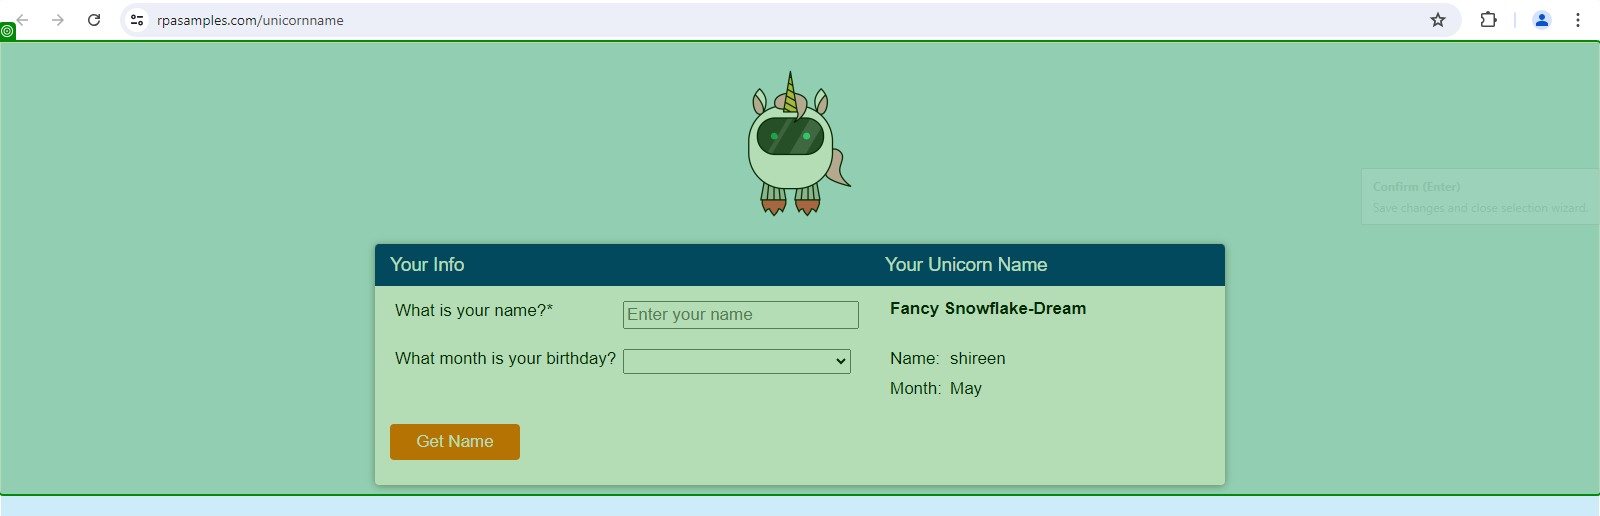 rpasamples.com/unicornname
Confirm (Enter)
Save changes and close selection wizard.
Your Info
Your Unicorn Name
What is your name?*
Enter your name
Fancy Snowflake-Dream
What month is your birthday?
Name: shireen
Month: May
Get Name